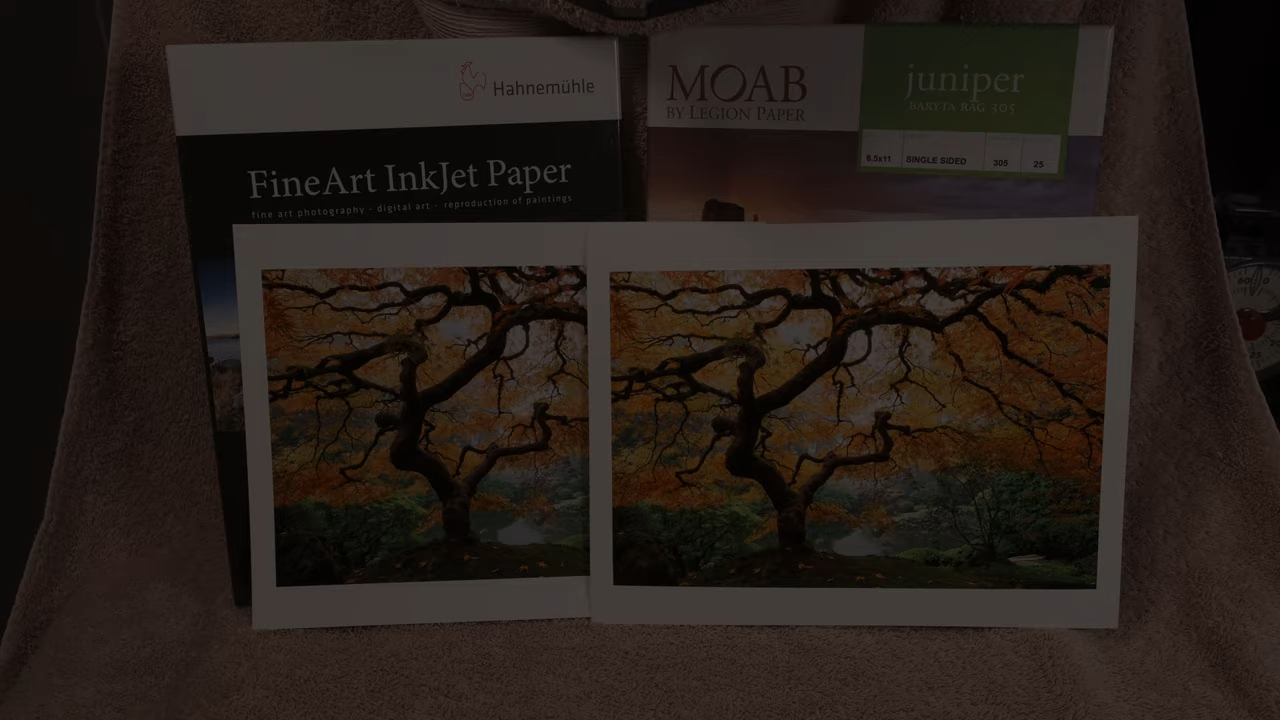 Hahnemühle
FineArt InkJet Paper
fine art photography - digital art - reproduction of paintings
MOAB
BY LEGION PAPER
juniper
BARYTA RAG 305
8.5x11 SINGLE SIDED 305 25